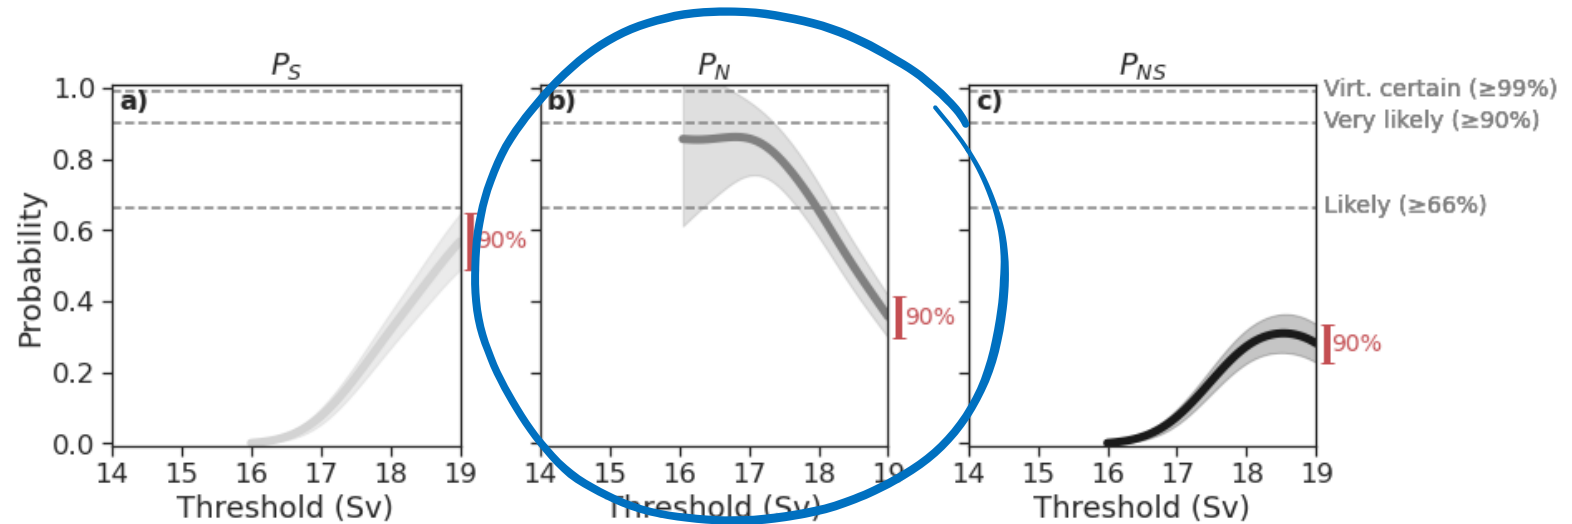 P_S
P_N
P_NS
a)
b)
c)
1.0
0.8
0.6
0.4
0.2
0.0
Probability
90%
90%
90%
Virt. certain (≥99%)
Very likely (≥90%)
Likely (≥66%)
14 15 16 17 18 19
14 15 16 17 18 19
14 15 16 17 18 19
Threshold (Sv)
Threshold (Sv)
Threshold (Sv)